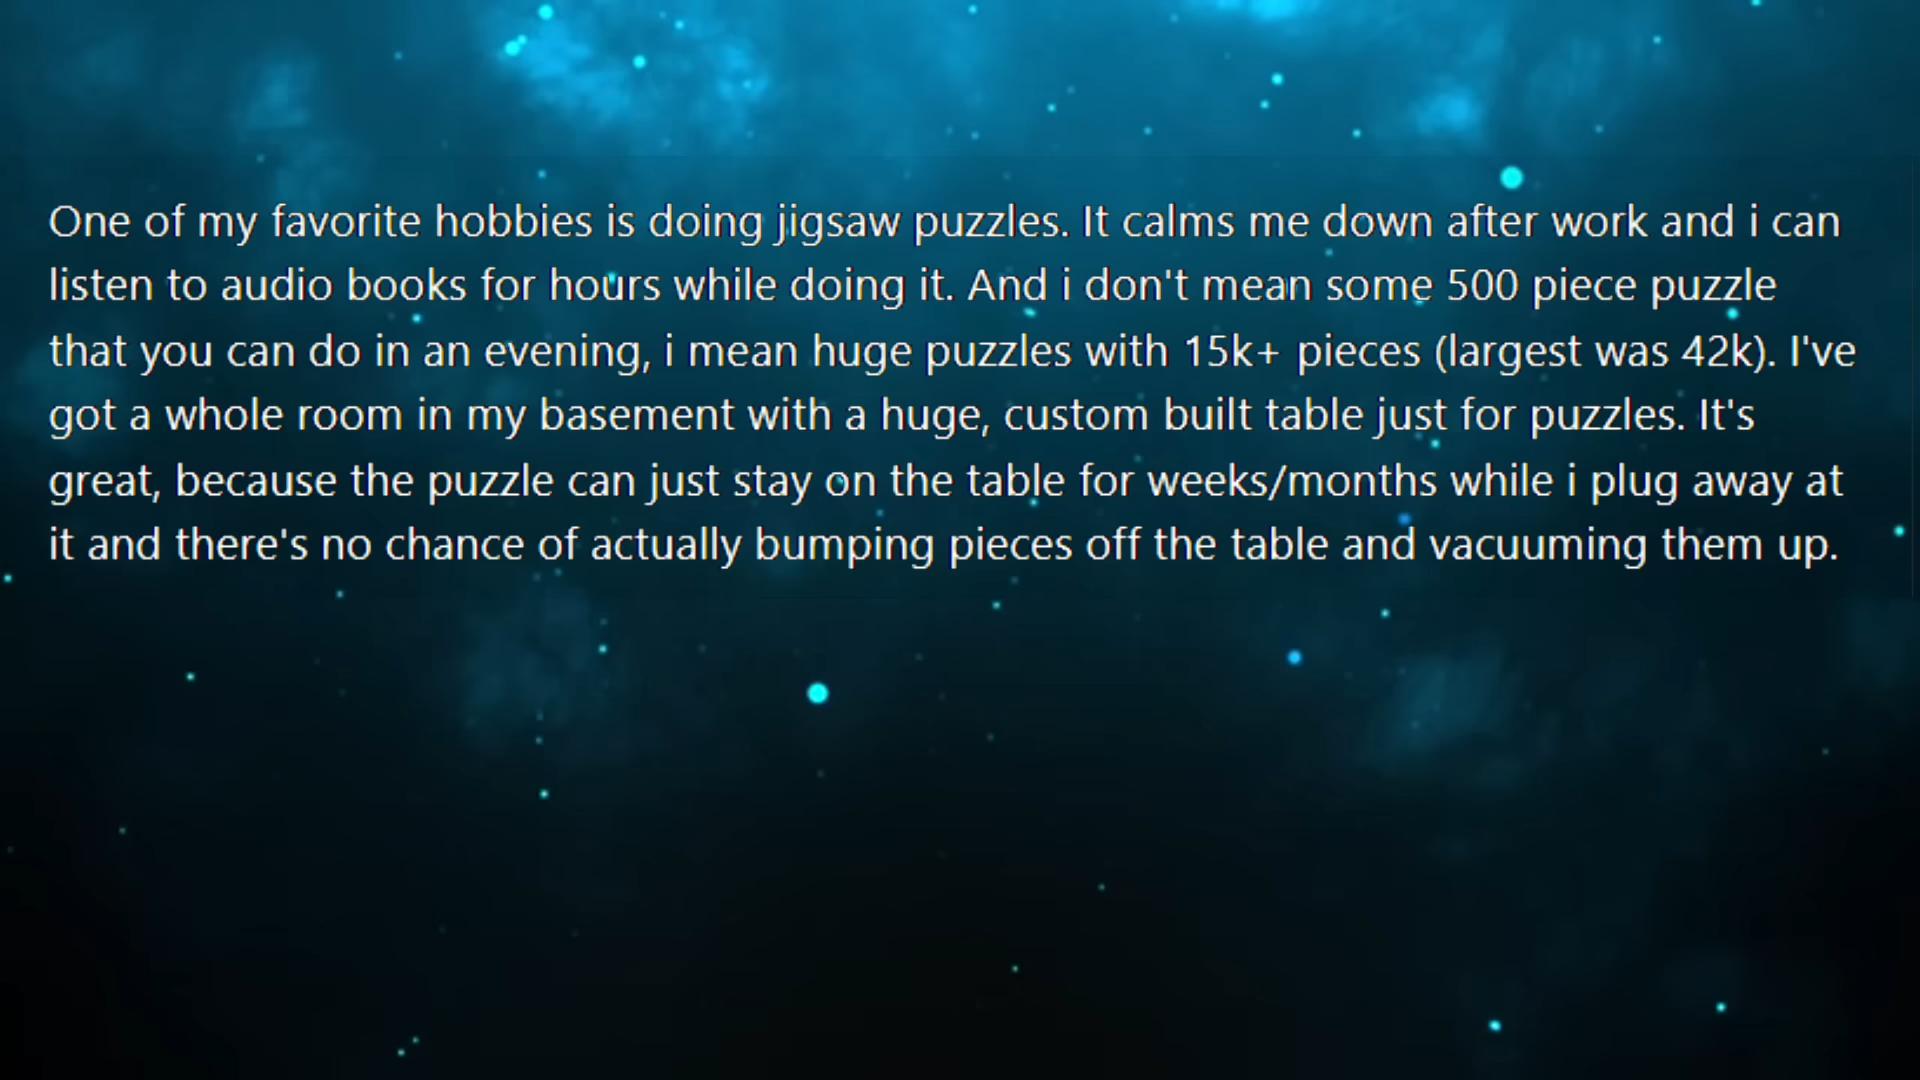 One of my favorite hobbies is doing jigsaw puzzles. It calms me down after work and i can
listen to audio books for hours while doing it. And i don't mean some 500 piece puzzle
that you can do in an evening, i mean huge puzzles with 15k+ pieces (largest was 42k). I've
got a whole room in my basement with a huge, custom built table just for puzzles. It's
great, because the puzzle can just stay on the table for weeks/months while i plug away at
it and there's no chance of actually bumping pieces off the table and vacuuming them up.